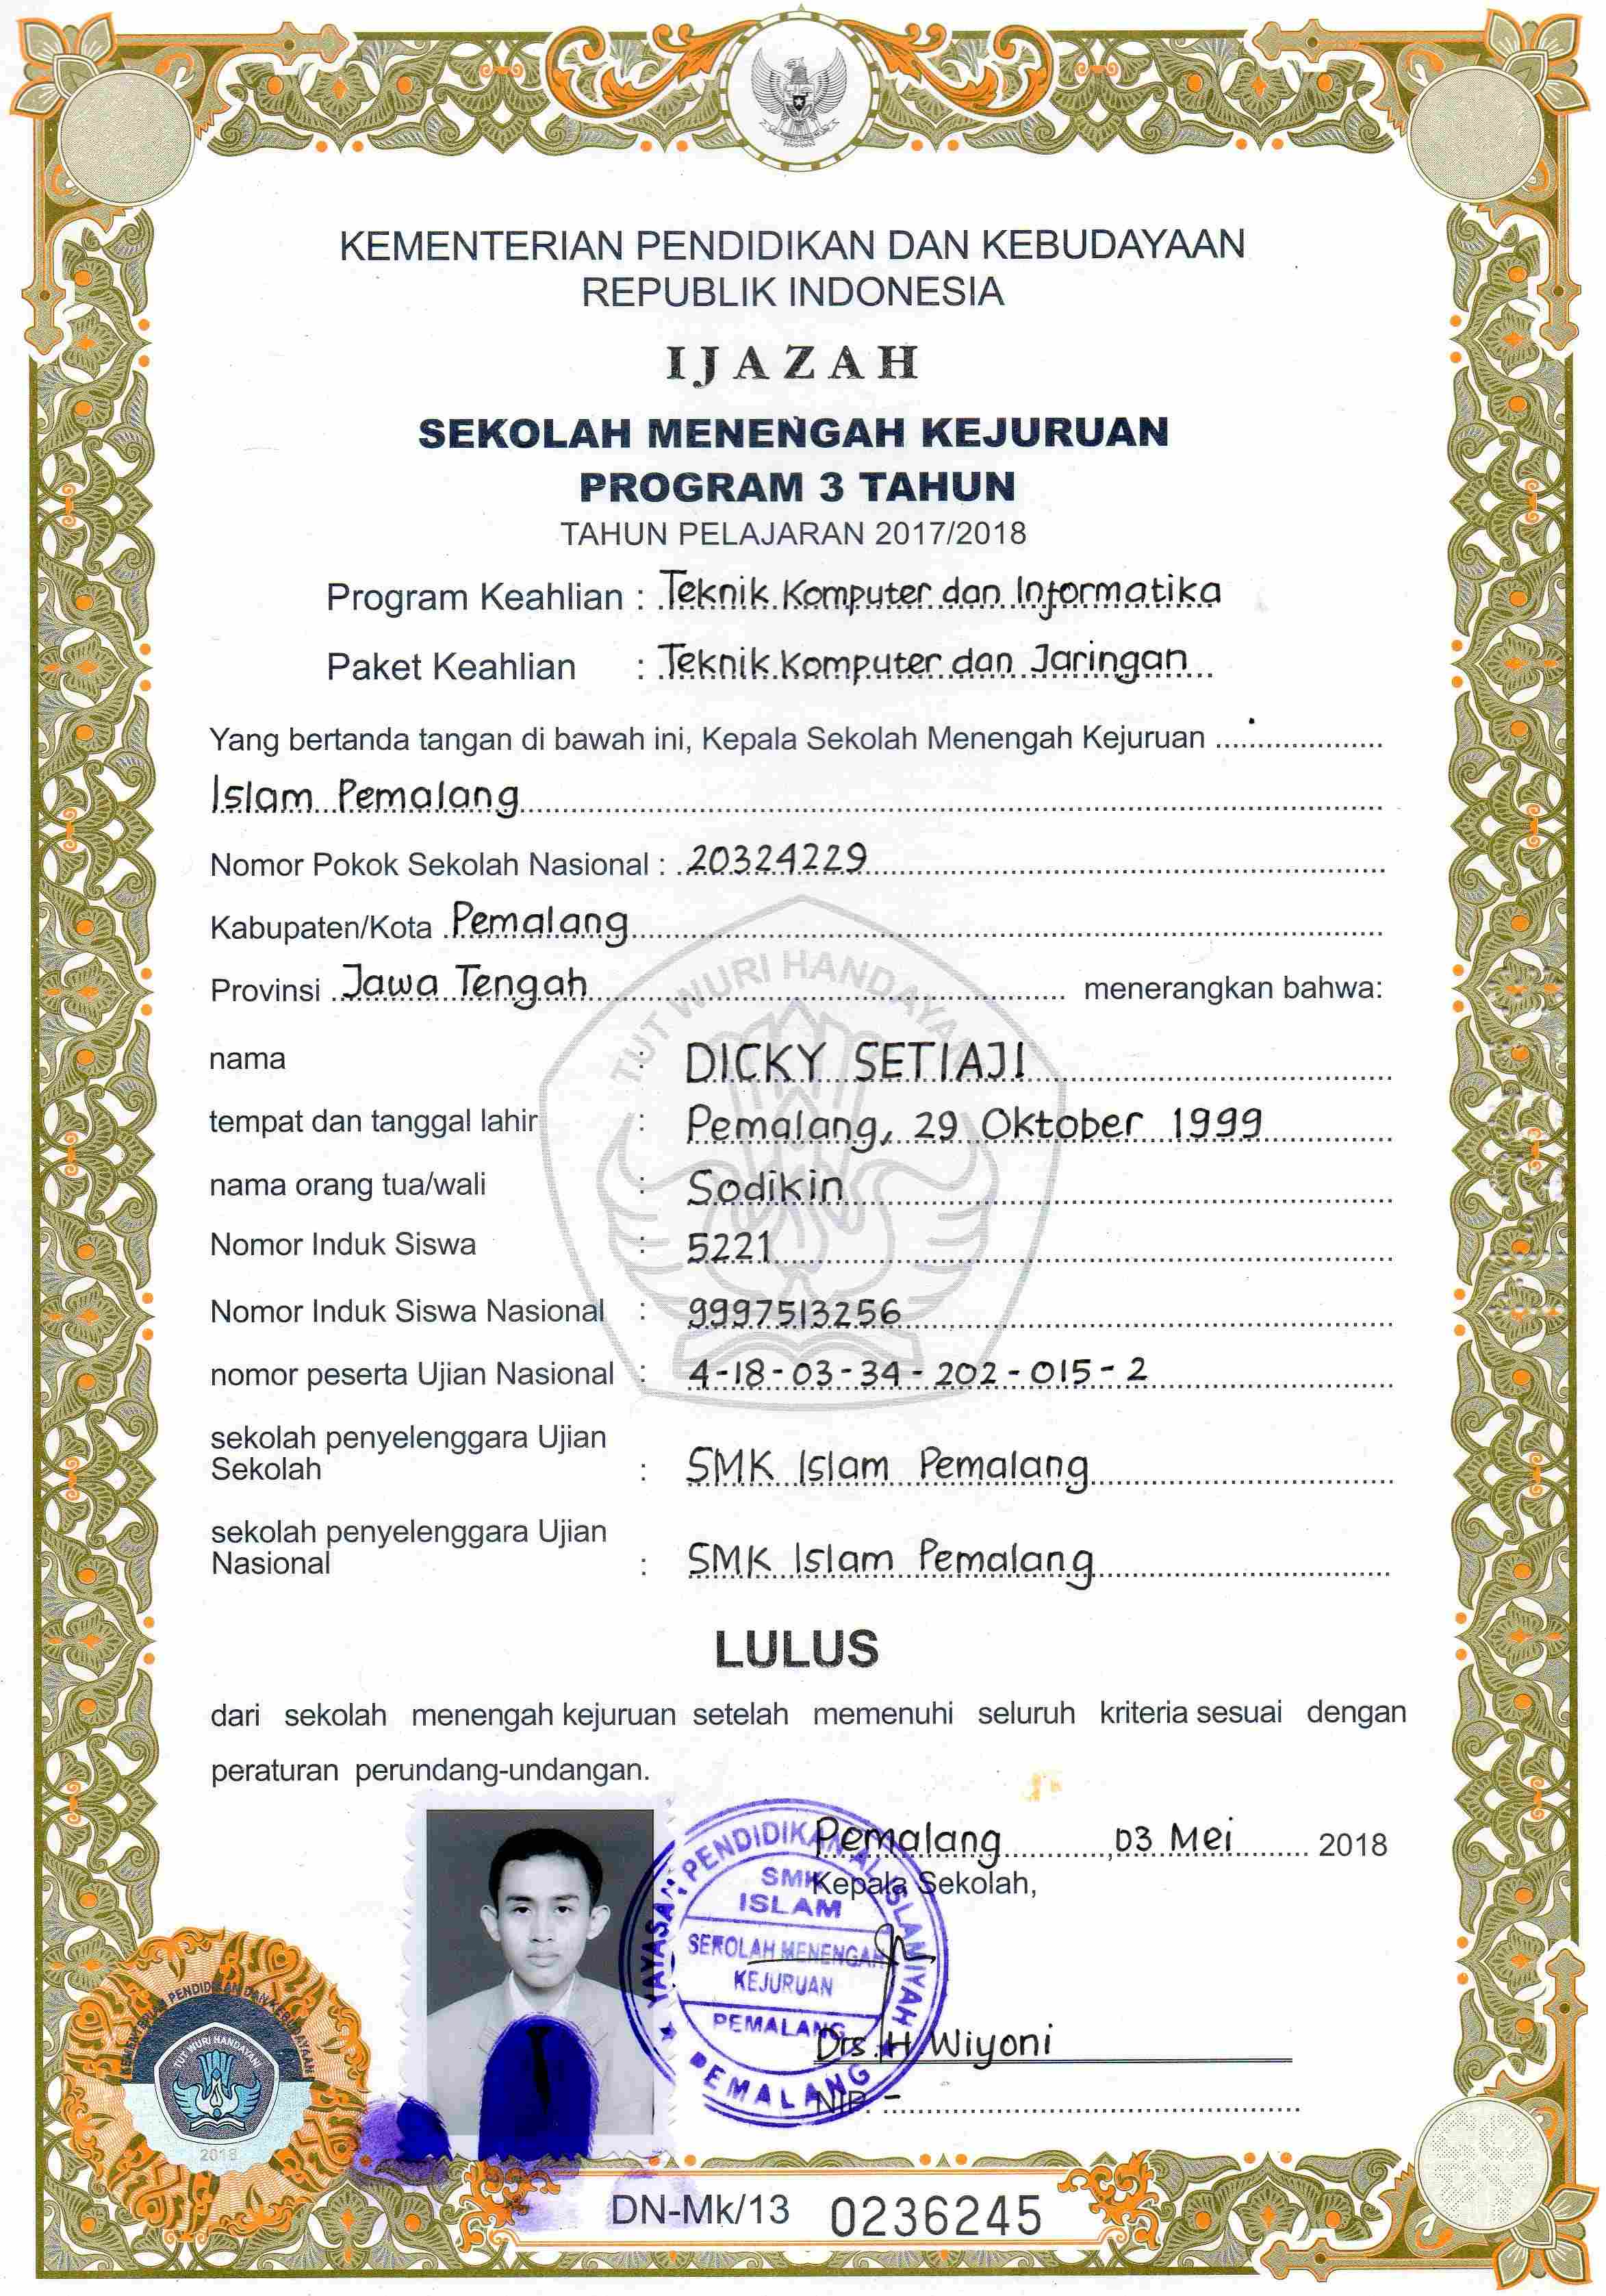 KEMENTERIAN PENDIDIKAN DAN KEBUDAYAAN
REPUBLIK INDONESIA
IJAZAH
SEKOLAH MENENGAH KEJURUAN
PROGRAM 3 TAHUN
TAHUN PELAJARAN 2017/2018
Program Keahlian : Teknik Komputer dan Informatika
Paket Keahlian : Teknik Komputer dan Jaringan
Yang bertanda tangan di bawah ini, Kepala Sekolah Menengah Kejuruan
Islam Pemalang
Nomor Pokok Sekolah Nasional : 20324229
Kabupaten/Kota Pemalang
Provinsi Jawa Tengah menerangkan bahwa:
nama : DICKY SETIAJI
tempat dan tanggal lahir : Pemalang, 29 Oktober 1999
nama orang tua/wali : Sodikin
Nomor Induk Siswa : 5221
Nomor Induk Siswa Nasional : 9997513256
nomor peserta Ujian Nasional : 4-18-03-34-202-015-2
sekolah penyelenggara Ujian
Sekolah : SMK Islam Pemalang
sekolah penyelenggara Ujian
Nasional : SMK Islam Pemalang
TUT WURI HANDAYANI
LULUS
dari sekolah menengah kejuruan setelah memenuhi seluruh kriteria sesuai dengan
peraturan perundang-undangan.
Pemalang, 03 Mei 2018
Kepala Sekolah,
Drs. H Wiyoni
NIP. -
YAYASAN PENDIDIKAN AL ISLAMIYAH
SMK
ISLAM
SEKOLAH MENENGAH
KEJURUAN
PEMALANG
PEMALANG
KEMENTERIAN PENDIDIKAN DAN KEBUDAYAAN
TUT WURI HANDAYANI
2018
DN-Mk/13 0236245